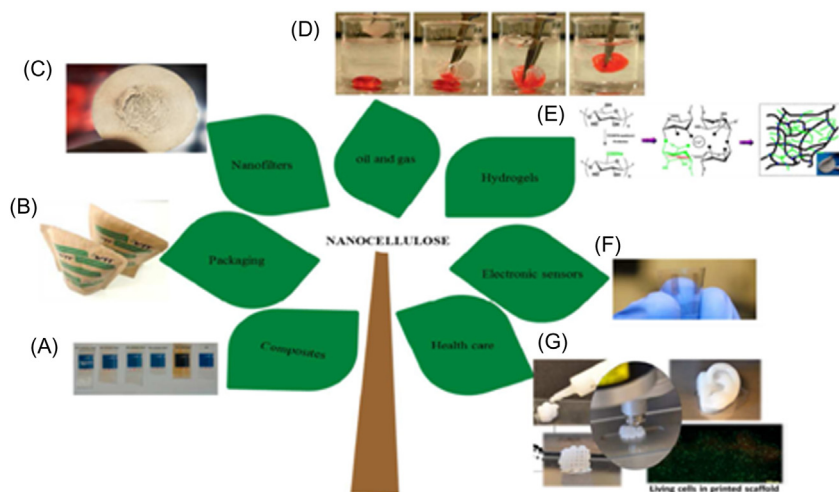 (D)
(C)
(E)
oil and gas
Nanofilters
Hydrogels
(B)
NANOCELLULOSE
Packaging
(F)
Electronic sensors
(A)
(G)
Composites
Health care
Living cells in printed scaffold